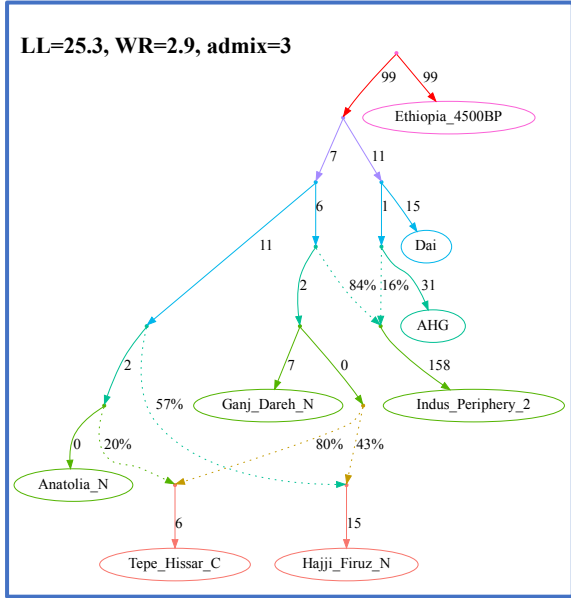 LL=25.3, WR=2.9, admix=3
99
99
Ethiopia_4500BP
7
11
11
6
1
15
Dai
2
84%
16%
31
AHG
2
57%
7
0
158
Ganj_Dareh_N
Indus_Periphery_2
0
20%
80%
43%
Anatolia_N
6
15
Tepe_Hissar_C
Hajji_Firuz_N